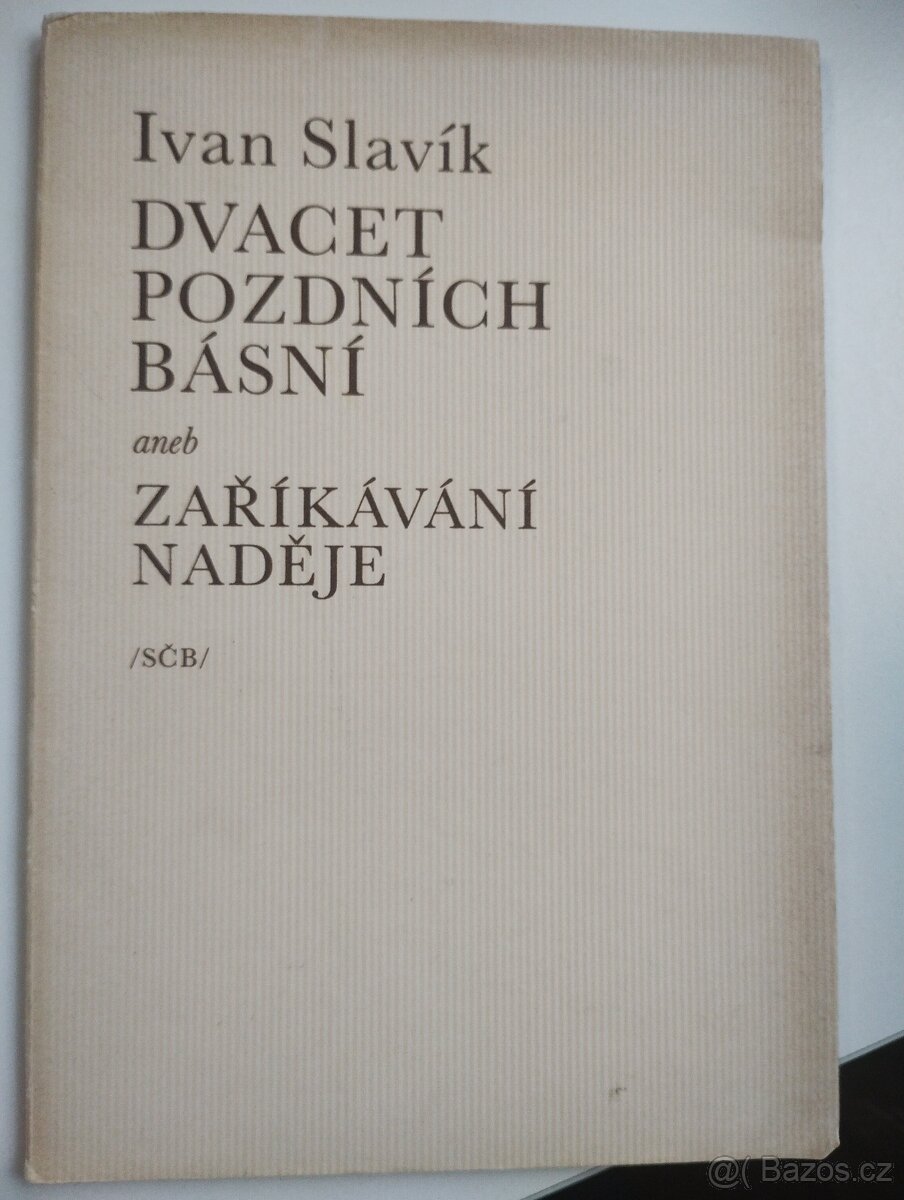 Ivan Slavík
DVACET
POZDNÍCH
BÁSNÍ
aneb
ZAŘÍKÁVÁNÍ
NADĚJE
/SČB/
@( Bazos.cz